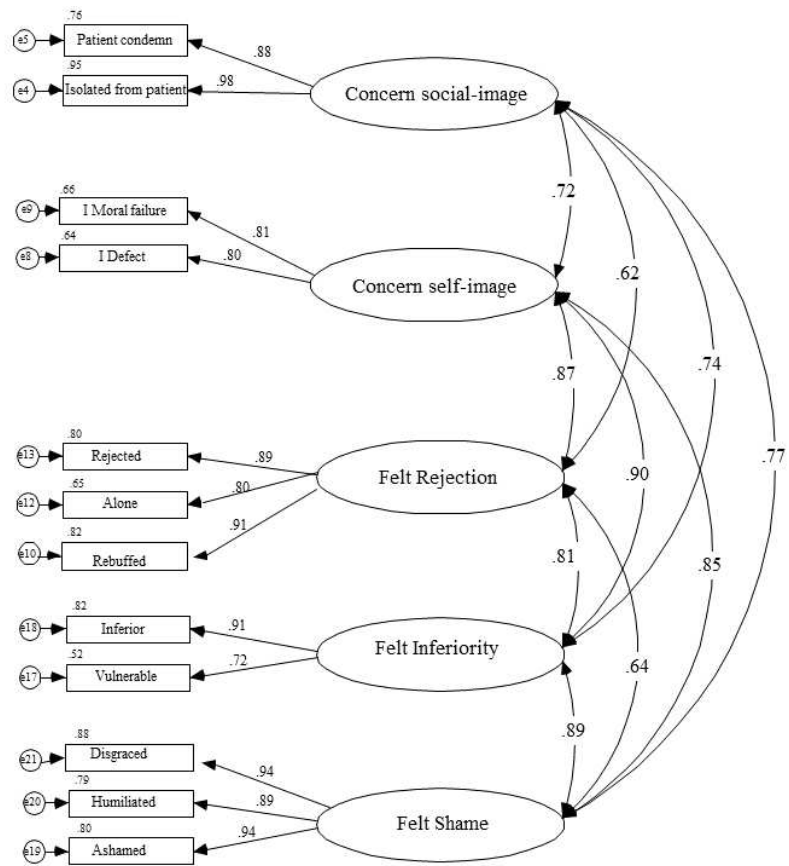 .76
e5
Patient condemn
.88
.95
e4
Isolated from patient
.98
Concern social-image
.72
.66
e9
I Moral failure
.81
.64
e8
I Defect
.80
Concern self-image
.62
.74
.87
.77
.80
e13
Rejected
.89
.65
e12
Alone
.80
.82
e10
Rebuffed
.91
Felt Rejection
.90
.81
.85
.82
e18
Inferior
.91
.52
e17
Vulnerable
.72
Felt Inferiority
.64
.89
.88
e21
Disgraced
.94
.79
e20
Humiliated
.89
.80
e19
Ashamed
.94
Felt Shame